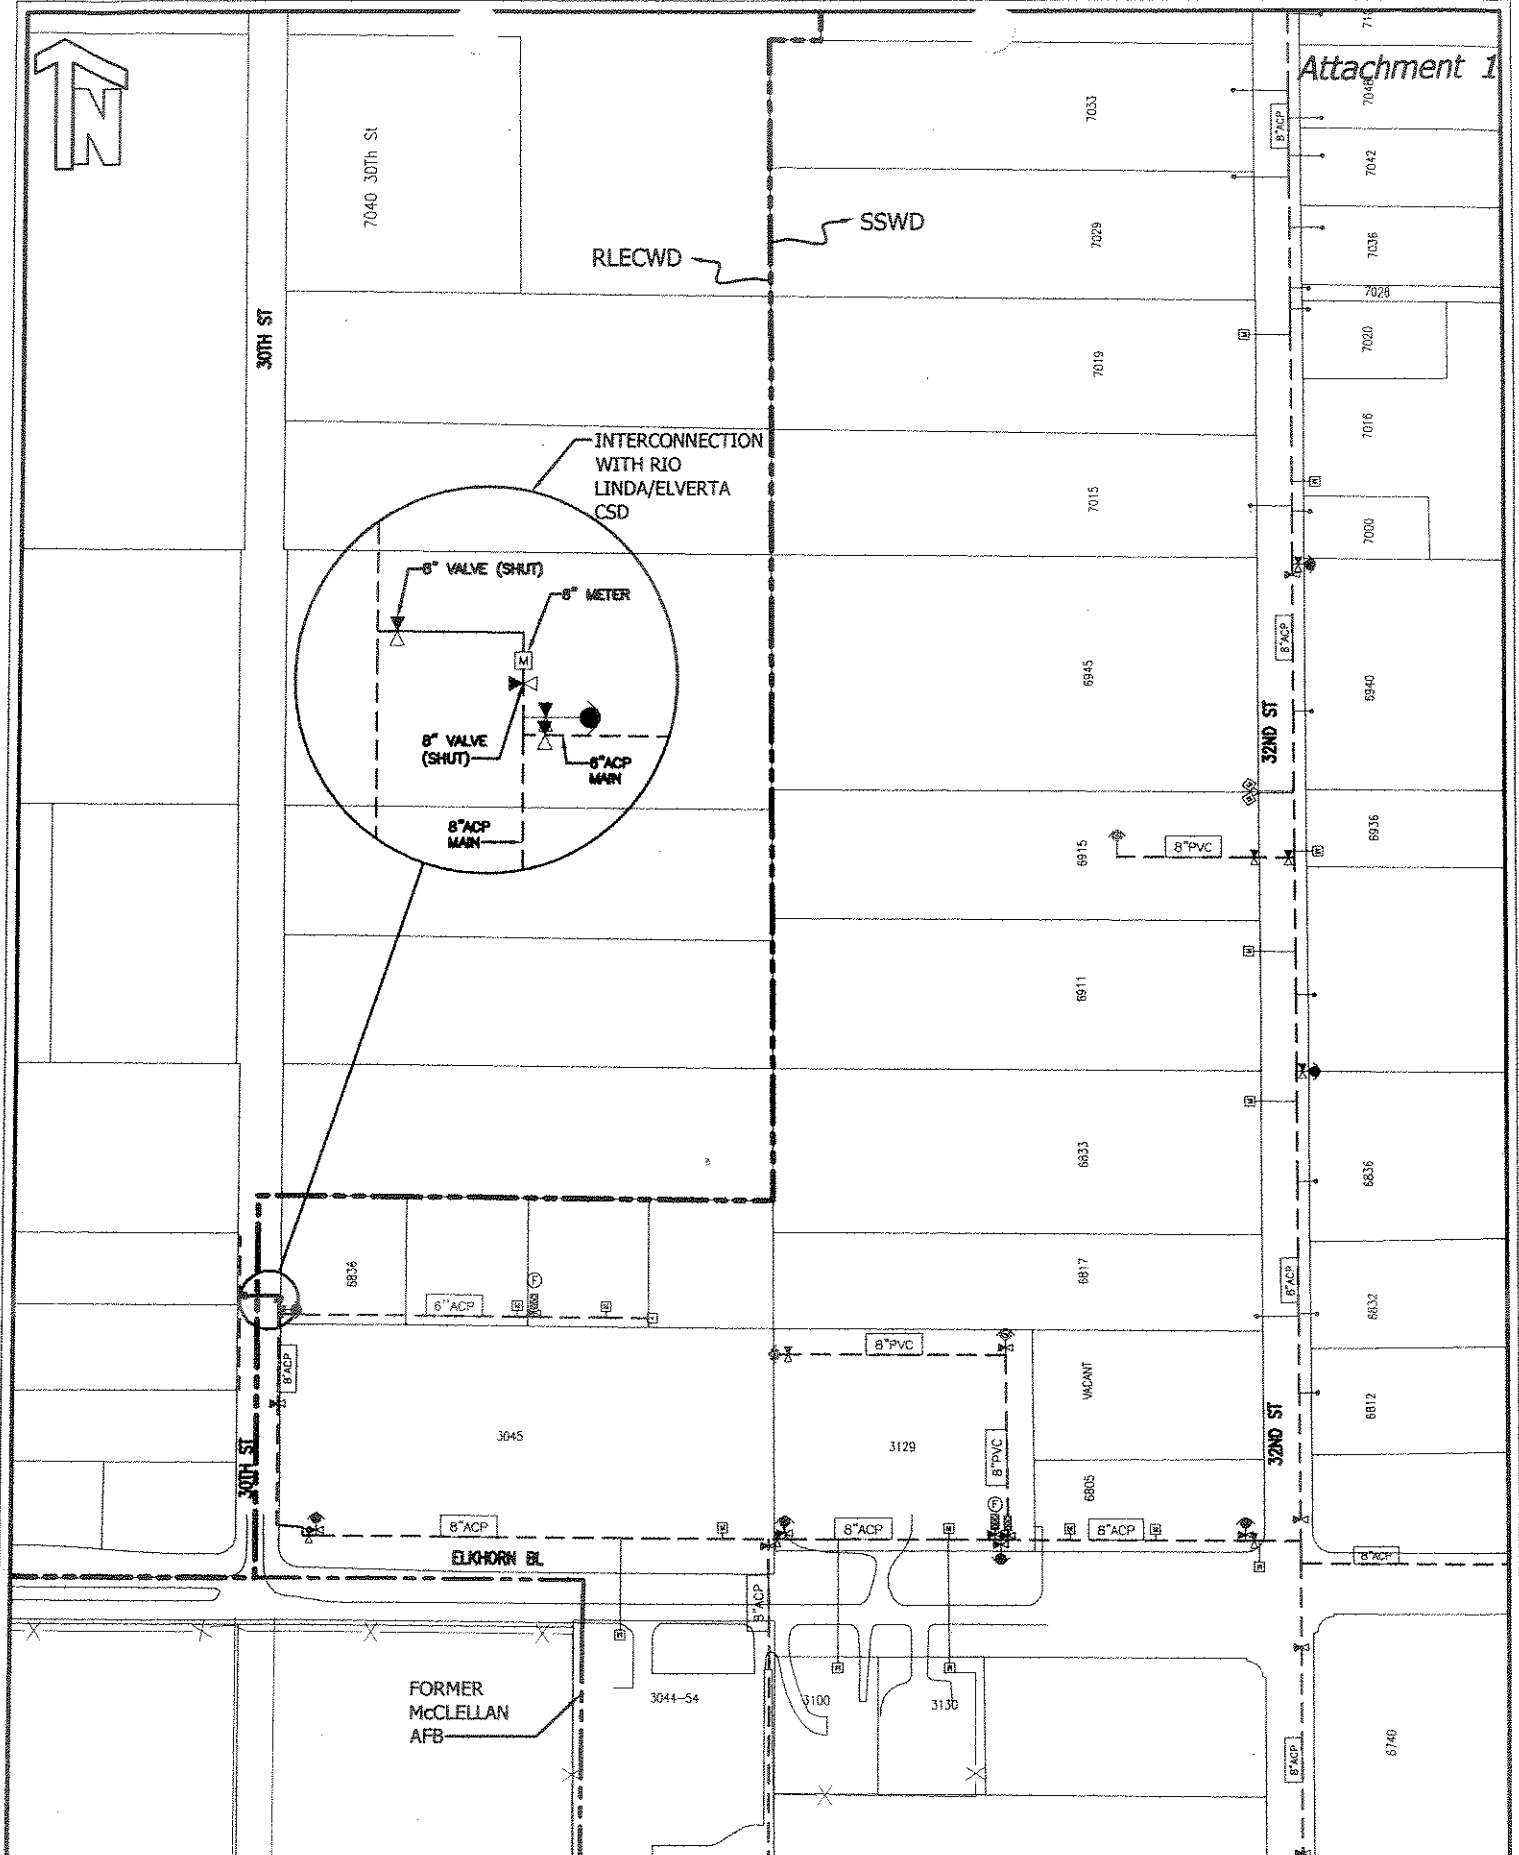 Attachment 1
N
7040 30Th St
30TH ST
RLECWD
SSWD
7033
7029
7019
7015
6945
6915
6911
6833
6817
VACANT
6805
8"ACP
7042
7036
7028
7020
7016
7000
8"ACP
6940
32ND ST
6936
6836
8"PVC
INTERCONNECTION
WITH RIO
LINDA/ELVERTA
CSD
8" VALVE (SHUT)
8" METER
M
8" VALVE
(SHUT)
6"ACP
MAIN
8"ACP
MAIN
6836
6"ACP
F
8"ACP
30TH ST
3045
8"PVC
3129
8"PVC
F
6832
6812
32ND ST
8"ACP
8"ACP
8"ACP
8"ACP
ELKHORN BL
8"ACP
FORMER
McCLELLAN
AFB
3044-54
3100
3130
8"ACP
6740